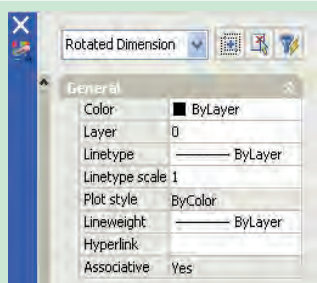 Rotated Dimension
General
Color ByLayer
Layer 0
Linetype ByLayer
Linetype scale 1
Plot style ByColor
Lineweight ByLayer
Hyperlink
Associative Yes